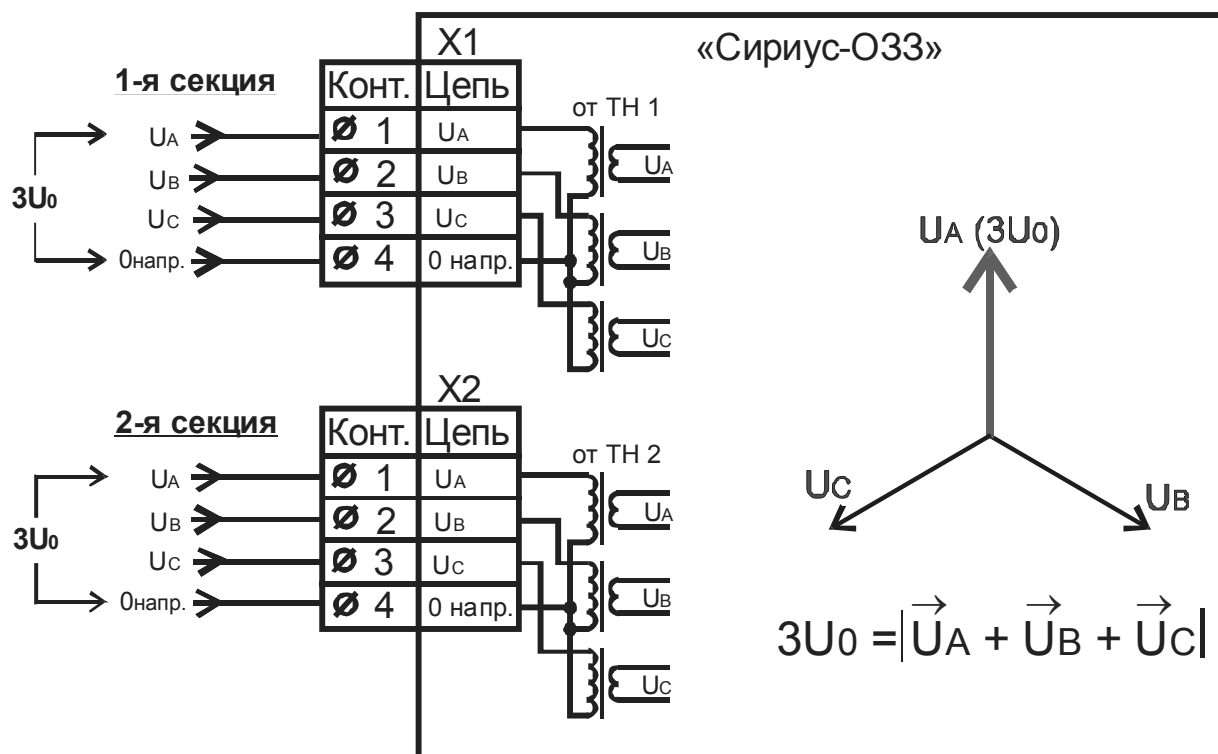 «Сириус-ОЗЗ»
X1
1-я секция
Конт. Цепь
от ТН 1
UA 1 UA
UA
UB 2 UB
3U0
UC 3 UC
UB
0напр. 4 0 напр.
UC
UA (3U0)
UC
UB
3U0 = |UA + UB + UC|
X2
2-я секция
Конт. Цепь
от ТН 2
UA 1 UA
UA
UB 2 UB
3U0
UC 3 UC
UB
0напр. 4 0 напр.
UC